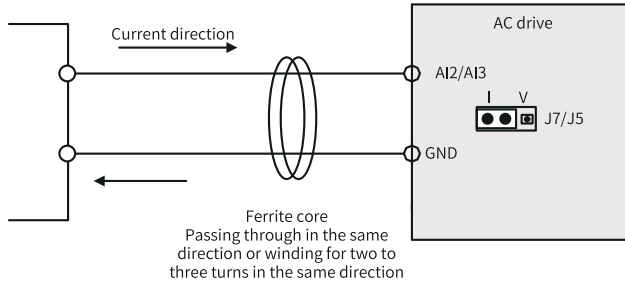 Current direction
AC drive
AI2/AI3
I V
J7/J5
GND
Ferrite core
Passing through in the same
direction or winding for two to
three turns in the same direction